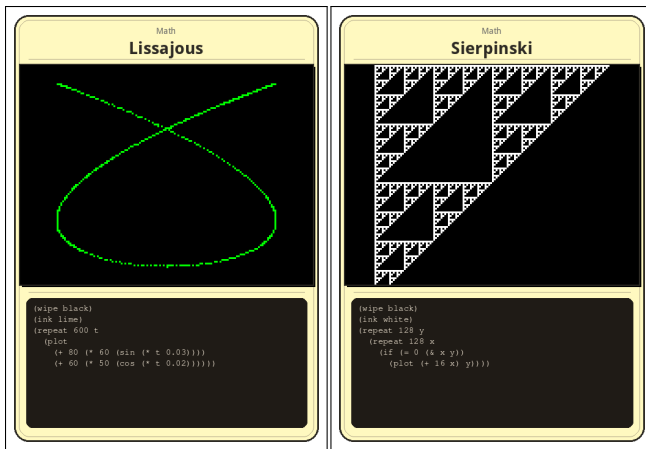 Math
Lissajous
(wipe black)
(ink lime)
(repeat 600 t
(plot
(+ 80 (* 60 (sin (* t 0.03))))
(+ 60 (* 50 (cos (* t 0.02))))))
Math
Sierpinski
(wipe black)
(ink white)
(repeat 128 y
(repeat 128 x
(if (= 0 (& x y))
(plot (+ 16 x) y))))